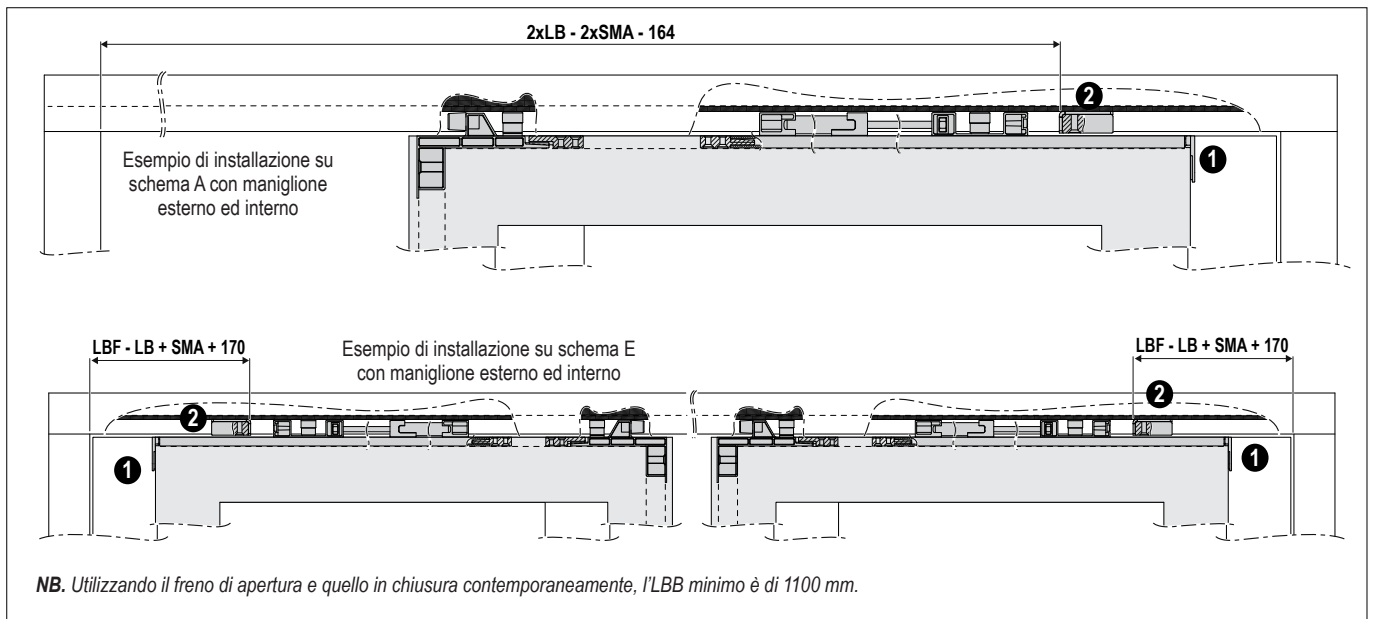 2xLB - 2xSMA - 164
2
Esempio di installazione su
schema A con maniglione
esterno ed interno
1
LBF - LB + SMA + 170
Esempio di installazione su schema E
con maniglione esterno ed interno
LBF - LB + SMA + 170
2
2
1
1
NB. Utilizzando il freno di apertura e quello in chiusura contemporaneamente, l'LBB minimo è di 1100 mm.